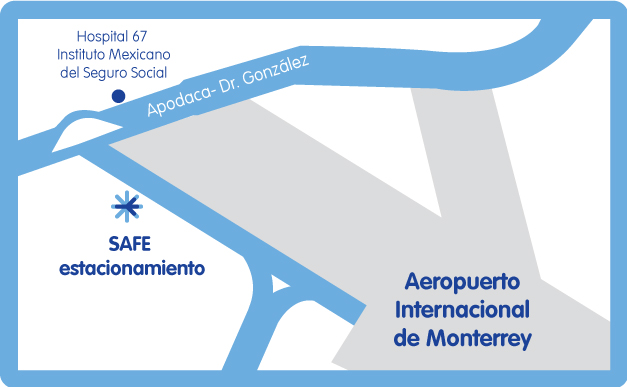 Hospital 67
Instituto Mexicano
del Seguro Social
Apodaca- Dr. González
SAFE
estacionamiento
Aeropuerto
Internacional
de Monterrey